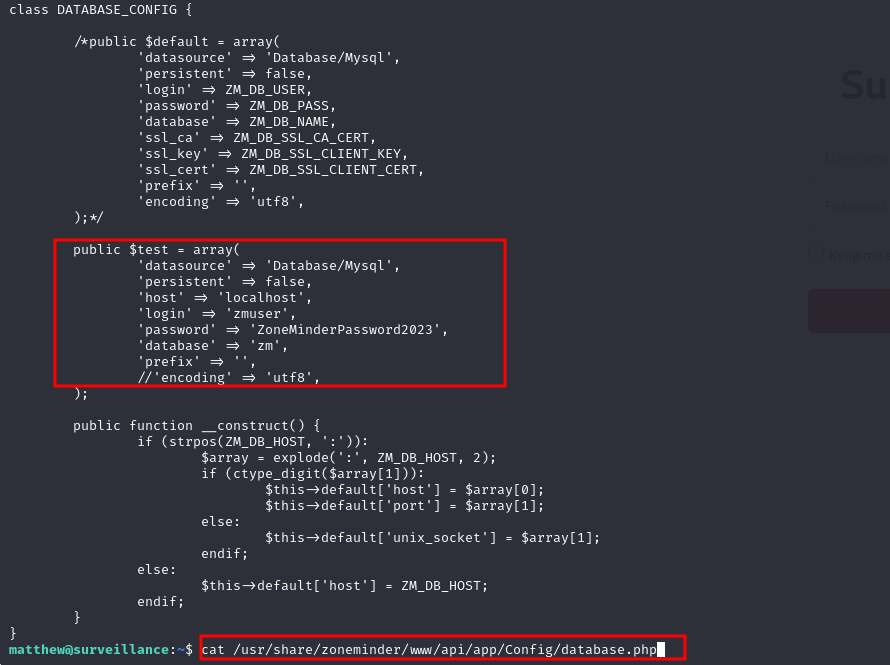 class DATABASE_CONFIG {
/*public $default = array(
'datasource' => 'Database/Mysql',
'persistent' => false,
'login' => ZM_DB_USER,
'password' => ZM_DB_PASS,
'database' => ZM_DB_NAME,
'ssl_ca' => ZM_DB_SSL_CA_CERT,
'ssl_key' => ZM_DB_SSL_CLIENT_KEY,
'ssl_cert' => ZM_DB_SSL_CLIENT_CERT,
'prefix' => '',
'encoding' => 'utf8',
);*/
public $test = array(
'datasource' => 'Database/Mysql',
'persistent' => false,
'host' => 'localhost',
'login' => 'zmuser',
'password' => 'ZoneMinderPassword2023',
'database' => 'zm',
'prefix' => '',
//'encoding' => 'utf8',
);
public function __construct() {
if (strpos(ZM_DB_HOST, ':')):
$array = explode(':', ZM_DB_HOST, 2);
if (ctype_digit($array[1])):
$this->default['host'] = $array[0];
$this->default['port'] = $array[1];
else:
$this->default['unix_socket'] = $array[1];
endif;
else:
$this->default['host'] = ZM_DB_HOST;
endif;
}
}
matthew@surveillance:~$ cat /usr/share/zoneminder/www/api/app/Config/database.php
Su
Keep me